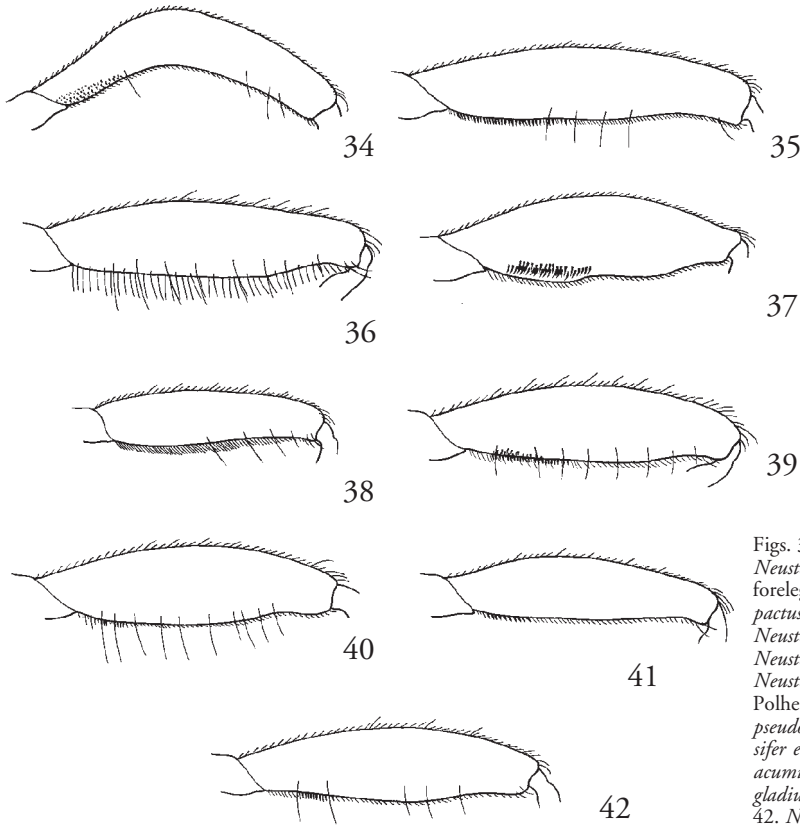 34
35
36
37
38
39
40
41
42
Figs. 3
Neust
foreleg
pactus
Neust
Neust
Neust
Polhe
pseudo
sifer e
acumi
gladiu
42. N